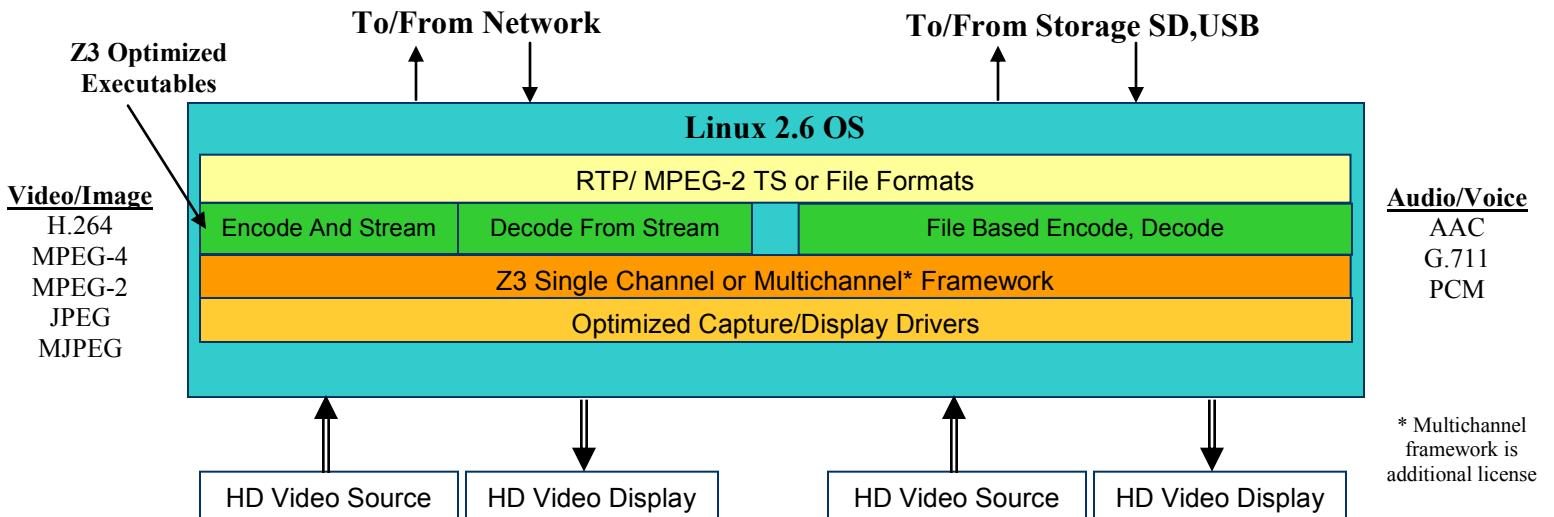 To/From Network
To/From Storage SD,USB
Z3 Optimized
Executables
Linux 2.6 OS
RTP/ MPEG-2 TS or File Formats
Video/Image
H.264
MPEG-4
MPEG-2
JPEG
MJPEG
Encode And Stream
Decode From Stream
File Based Encode, Decode
Z3 Single Channel or Multichannel* Framework
Optimized Capture/Display Drivers
Audio/Voice
AAC
G.711
PCM
* Multichannel
framework is
additional license
HD Video Source
HD Video Display
HD Video Source
HD Video Display